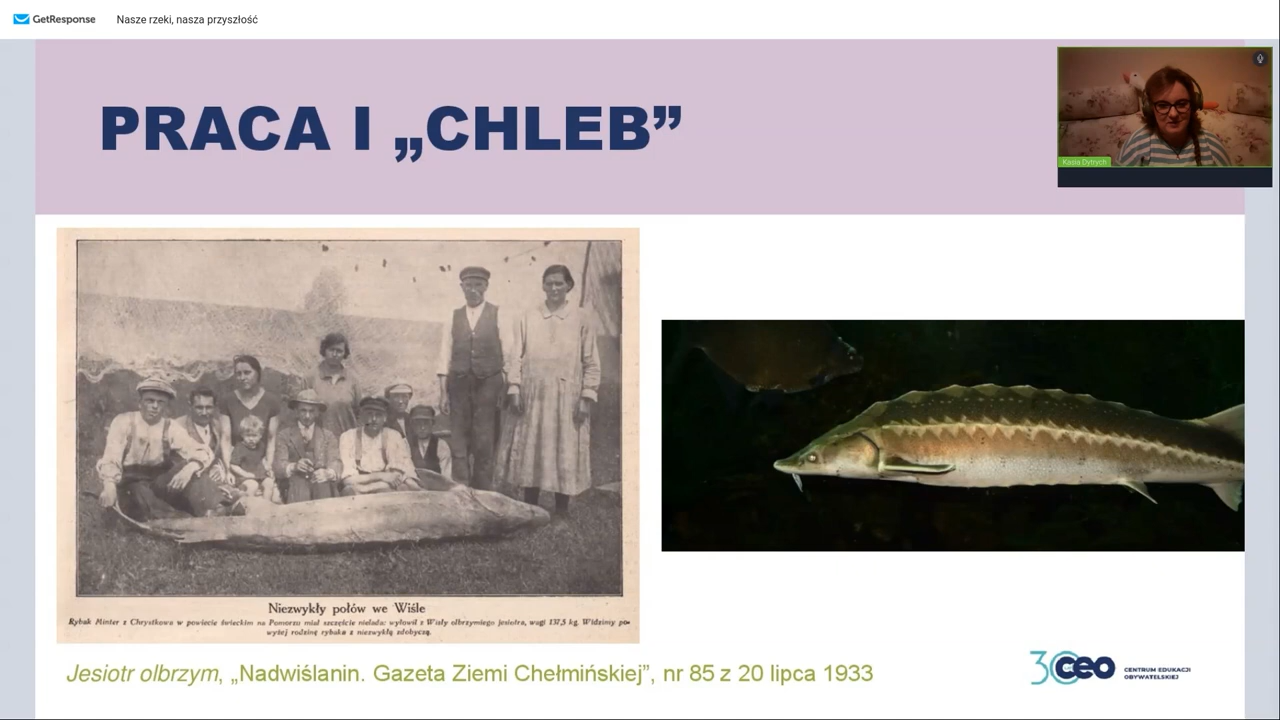 GetResponse
Nasze rzeki, nasza przyszłość
PRACA I „CHLEB”
Kasia Dytrych
Niezwykły połów we Wiśle
Rybak Minter z Chrystkowa w powiecie świeckim na Pomorzu miał szczęście nielada: wyłowił z Wisły olbrzymiego jesiotra, wagi 137,5 kg. Widzimy po-
wyżej rodzinę rybaka z niezwykłą zdobyczą.
Jesiotr olbrzym, „Nadwiślanin. Gazeta Ziemi Chełmińskiej”, nr 85 z 20 lipca 1933
30 ceo
CENTRUM EDUKACJI
OBYWATELSKIEJ